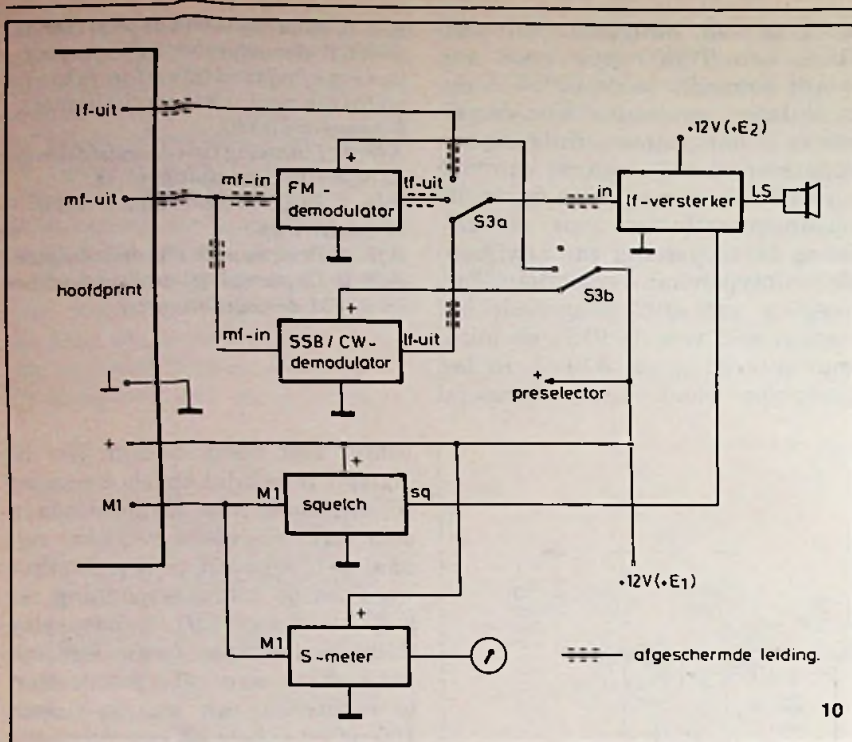 lf-uit
+12V (+E2)
mf-uit
mf-in
FM-
demodulator
+
lf-uit
S3a
in
lf-versterker
LS
hoofdprint
S3b
mf-in
+
SSB / CW-
demodulator
lf-uit
+
preselector
+
+
M1
M1
squelch
sq
+12V (+E1)
+
M1
S-meter
afgeschermde leiding.
10